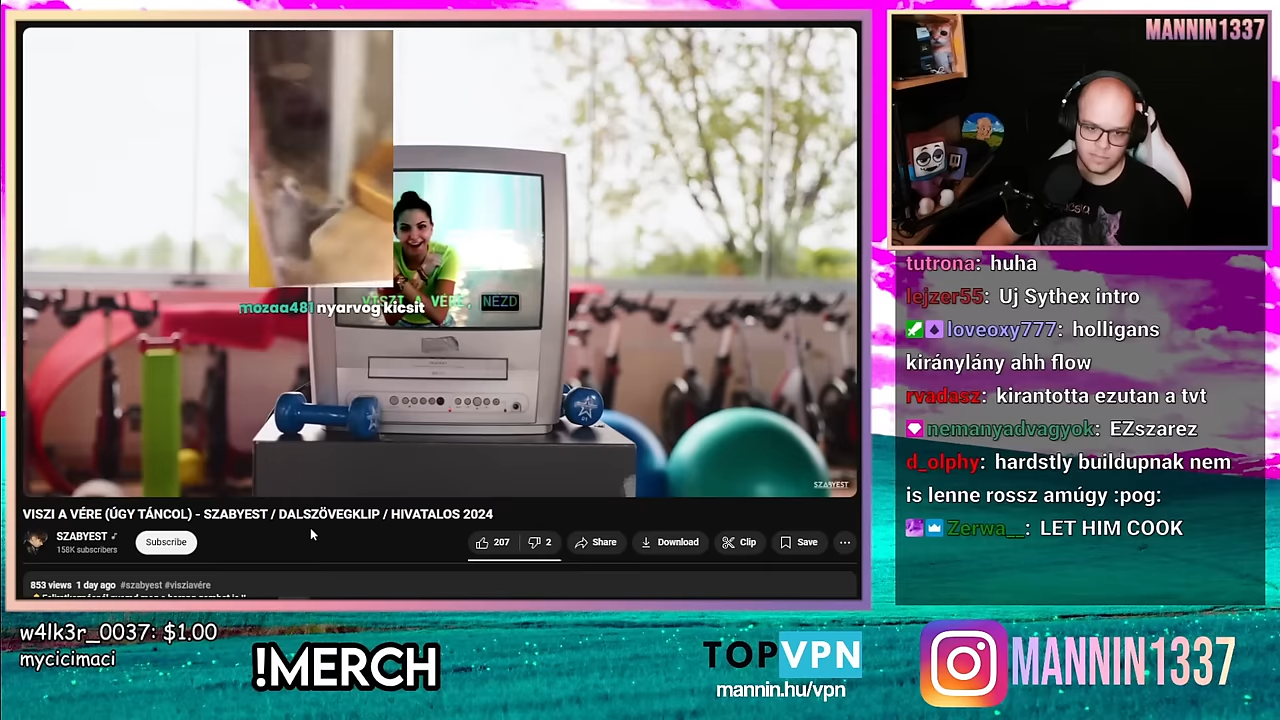 MANNIN1337
VISZI A VÉRE, NEZD
mozaa481 nyarvog kicsit
SZABYEST
VISZI A VÉRE (ÚGY TÁNCOL) - SZABYEST / DALSZÖVEGKLIP / HIVATALOS 2024
SZABYEST
158K subscribers
Subscribe
207
2
Share
Download
Clip
Save
853 views 1 day ago #szabyest #visziavére
tutrona: huha
lejzer55: Uj Sythex intro
loveoxy777: holligans
kiránylány ahh flow
rvadasz: kirantotta ezutan a tvt
nemanyadvagyok: EZszarez
d_olphy: hardstly buildupnak nem
is lenne rossz amúgy :pog:
Zerwa__: LET HIM COOK
w4lk3r_0037: $1.00
mycicimaci
!MERCH
TOPVPN
mannin.hu/vpn
MANNIN1337